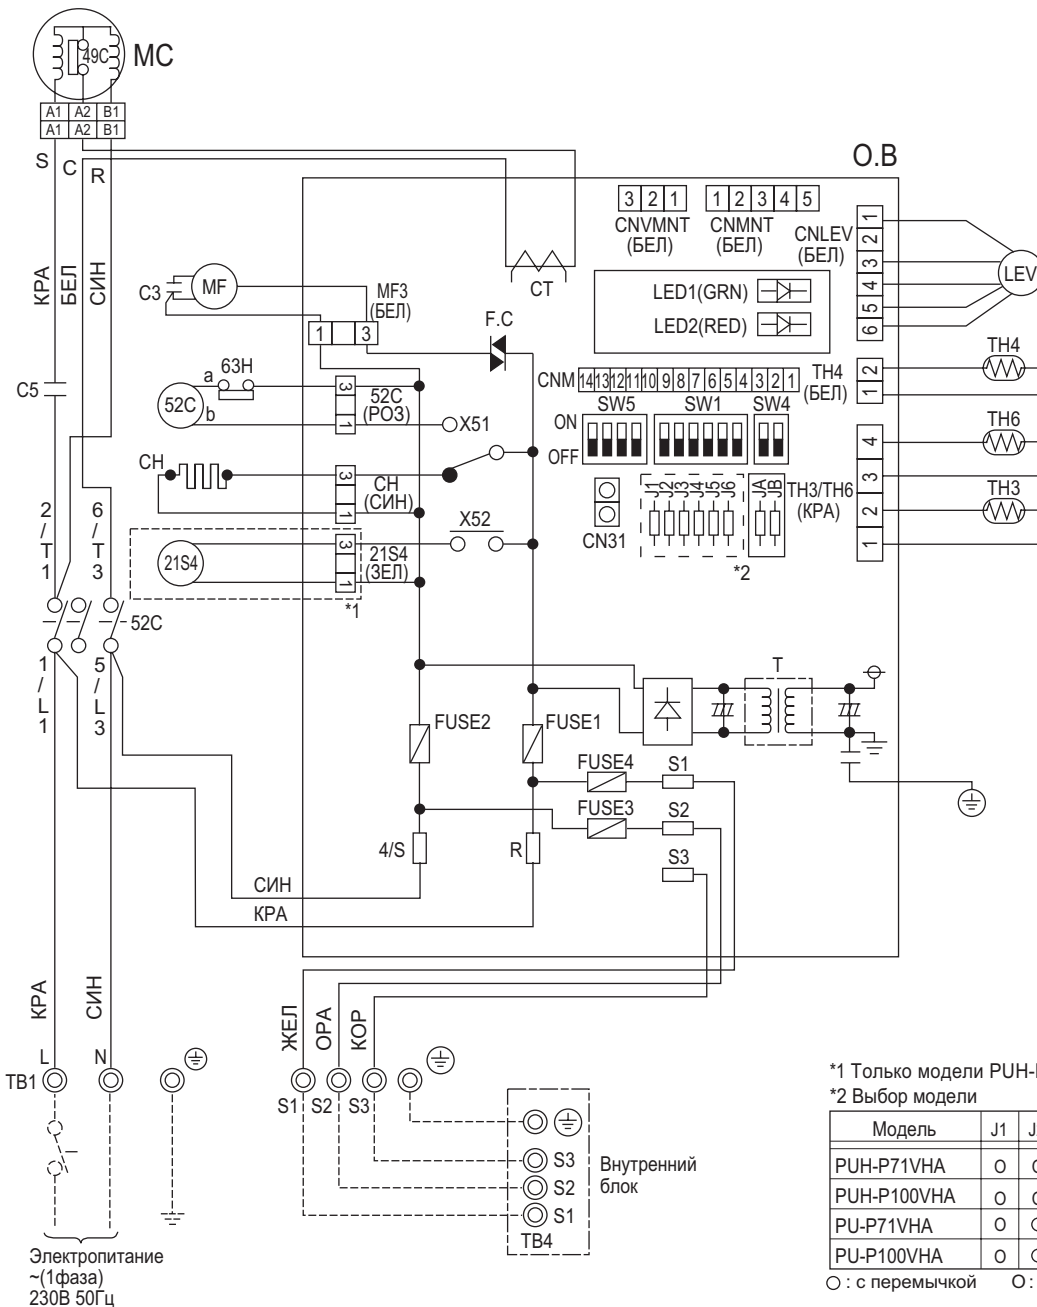 49C
MC
A1 A2 B1
A1 A2 B1
S C R
О.В
3 2 1
1 2 3 4 5
CNVMNT
(БЕЛ)
CNMNT
(БЕЛ)
CNLEV
(БЕЛ)
1
2
3
4
5
6
LEV
КРА
БЕЛ
СИН
C3
MF
MF3
(БЕЛ)
1 3
CT
F.C
LED1(GRN)
LED2(RED)
TH4
CNM
14 13 12 11 10 9 8 7 6 5 4 3 2 1
TH4
(БЕЛ)
2
1
C5
52C
a
63H
b
3
1
52C
(РОЗ)
X51
SW5
SW1
SW4
ON
OFF
TH6
CH
3
1
CH
(СИН)
CN31
J1
J2
J3
J4
J5
J6
JA
JB
*2
TH3/TH6
(КРА)
4
3
2
1
TH3
2/T1
6/T3
21S4
3
1
21S4
(ЗЕЛ)
*1
X52
52C
1/L1
5/L3
T
FUSE2
FUSE1
FUSE4
S1
FUSE3
S2
4/S
R
S3
СИН
КРА
КРА
СИН
ЖЕЛ
ОРА
КОР
L
N
TB1
S1 S2 S3
S3
S2
S1
TB4
Внутренний
блок
Электропитание
~(1фаза)
230В 50Гц
*1 Только модели PUH-
*2 Выбор модели
Модель J1
PUH-P71VHA O
PUH-P100VHA O
PU-P71VHA O
PU-P100VHA O
O : с перемычкой O :